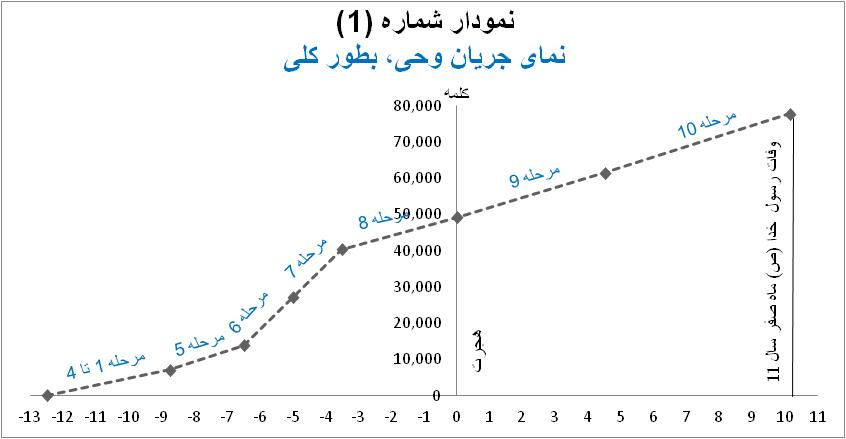 نمودار شماره (1)
نمای جریان وحی، بطور کلی
کلمه
80,000
70,000
60,000
50,000
40,000
30,000
20,000
10,000
0
مرحله 1 تا 4
مرحله 5
مرحله 6
مرحله 7
مرحله 8
مرحله 9
مرحله 10
هجرت
وفات رسول خدا (ص) ماه صفر سال 11
-13 -12 -11 -10 -9 -8 -7 -6 -5 -4 -3 -2 -1 0 1 2 3 4 5 6 7 8 9 10 11